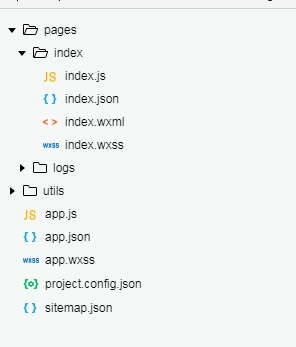 pages
index
JS index.js
{ } index.json
< > index.wxml
wxss index.wxss
logs
utils
JS app.js
{ } app.json
wxss app.wxss
{o} project.config.json
{ } sitemap.json